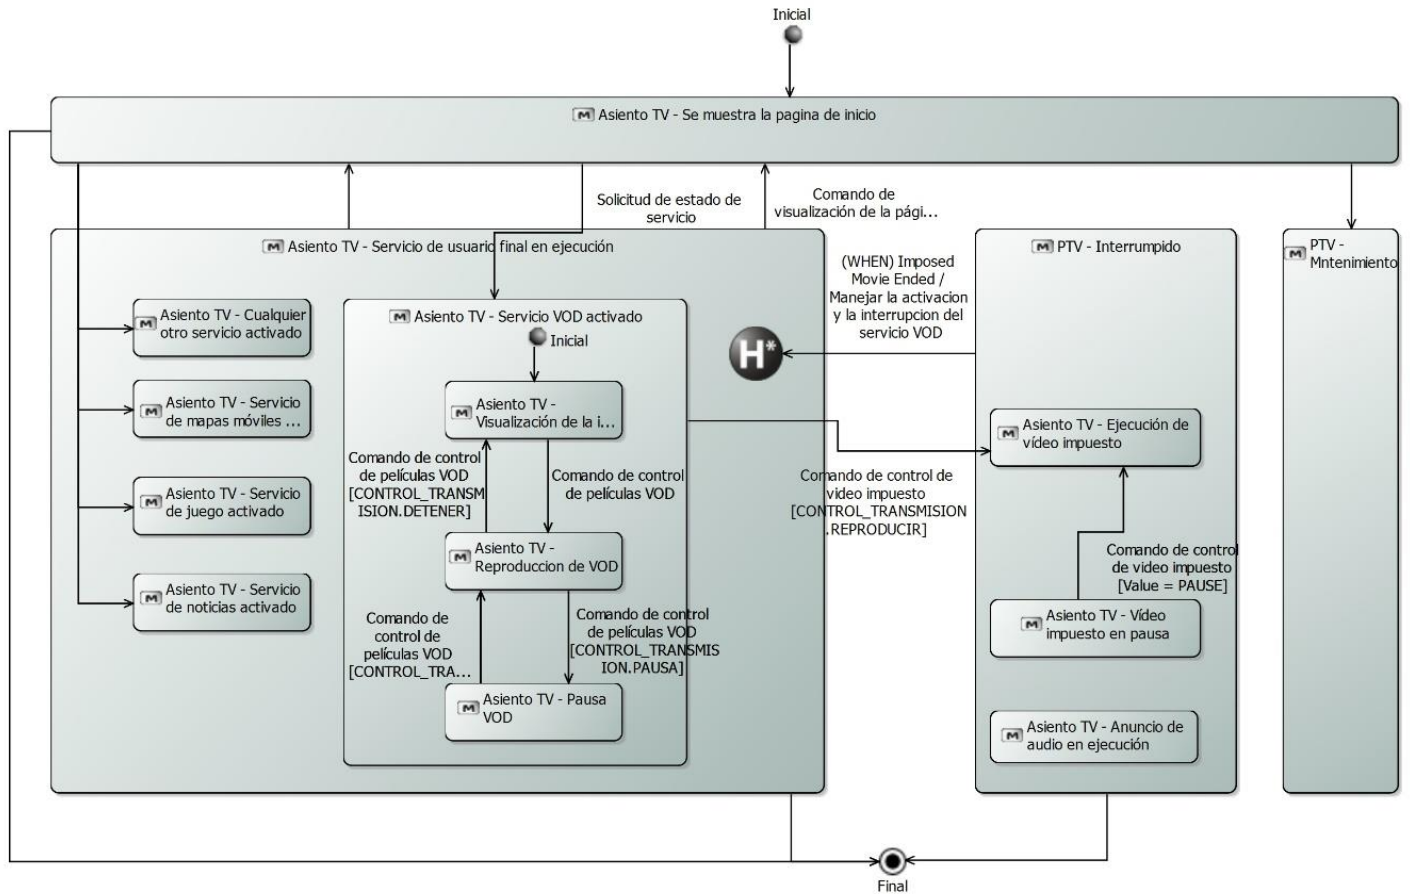 Inicial
Asiento TV - Se muestra la pagina de inicio
Solicitud de estado de
servicio
Comando de
visualización de la pági...
Asiento TV - Servicio de usuario final en ejecución
Asiento TV - Cualquier
otro servicio activado
Asiento TV - Servicio
de mapas móviles ...
Asiento TV - Servicio
de juego activado
Asiento TV - Servicio
de noticias activado
Asiento TV - Servicio VOD activado
Inicial
Asiento TV -
Visualización de la i...
Comando de control
de películas VOD
[CONTROL_TRANSM
ISION.DETENER]
Comando de control
de películas VOD
Asiento TV -
Reproduccion de VOD
Comando de
control de
películas VOD
[CONTROL_TRA...
Comando de control
de películas VOD
[CONTROL_TRANSMIS
ION.PAUSA]
Asiento TV - Pausa
VOD
H*
(WHEN) Imposed
Movie Ended /
Manejar la activacion
y la interrupcion del
servicio VOD
Comando de control de
video impuesto
[CONTROL_TRANSMISION
.REPRODUCIR]
PTV - Interrumpido
Asiento TV - Ejecución de
vídeo impuesto
Comando de control
de video impuesto
[Value = PAUSE]
Asiento TV - Vídeo
impuesto en pausa
Asiento TV - Anuncio de
audio en ejecución
PTV -
Mntenimiento
Final